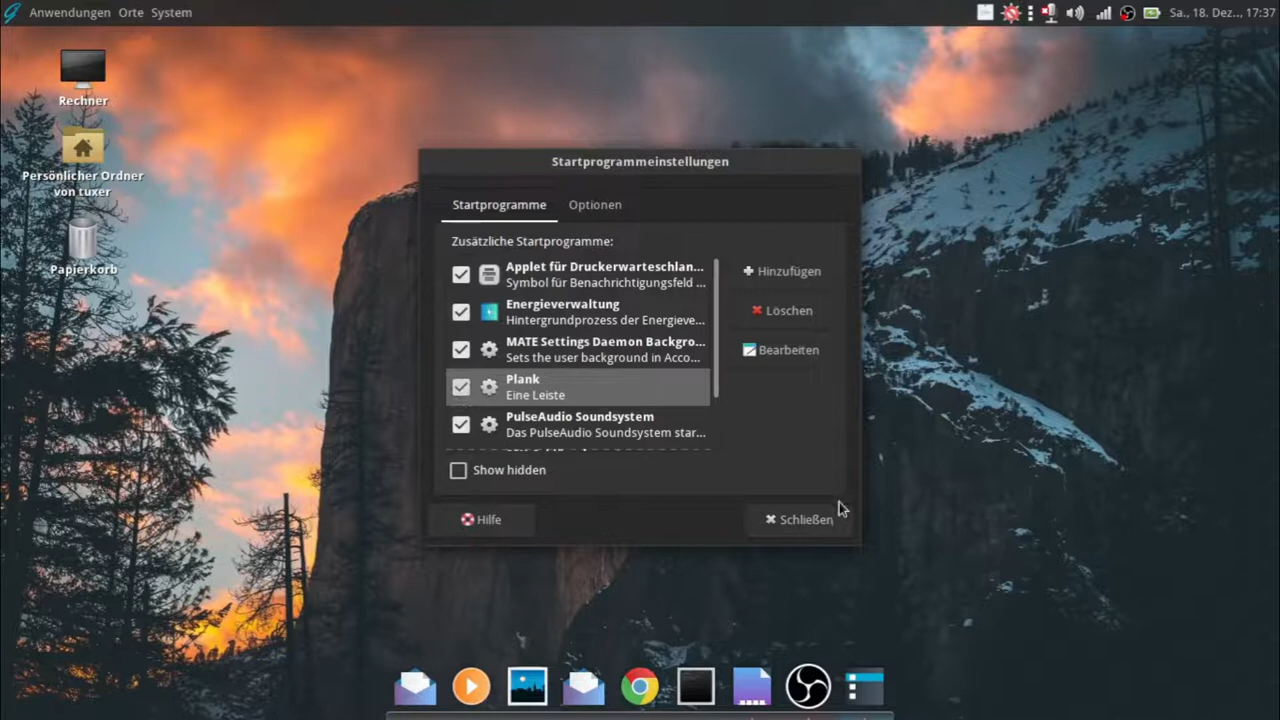 Anwendungen Orte System
Sa., 18. Dez.., 17:37
Rechner
Persönlicher Ordner
von tuxer
Papierkorb
Startprogrammeinstellungen
Startprogramme Optionen
Zusätzliche Startprogramme:
Applet für Druckerwarteschlan...
Symbol für Benachrichtigungsfeld ...
Energieverwaltung
Hintergrundprozess der Energieve...
MATE Settings Daemon Backgro...
Sets the user background in Acco...
Plank
Eine Leiste
PulseAudio Soundsystem
Das PulseAudio Soundsystem star...
Hinzufügen
Löschen
Bearbeiten
Show hidden
Hilfe
Schließen